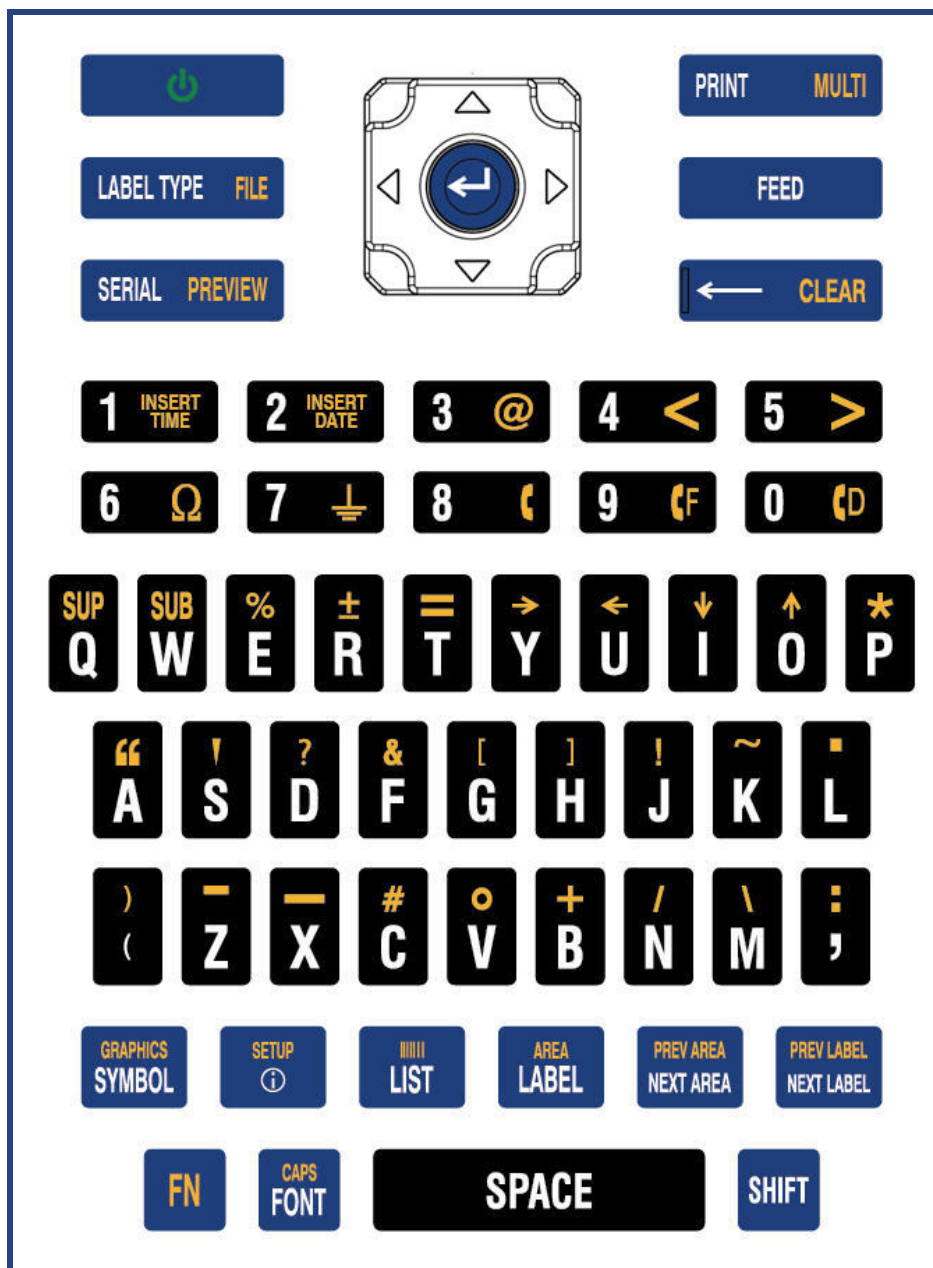 PRINT MULTI
LABEL TYPE FILE
FEED
SERIAL PREVIEW
← CLEAR
1 INSERT TIME 2 INSERT DATE 3 @ 4 < 5 >
6 Ω 7 ⏚ 8 9 F 0 D
SUP SUB % ± = → ← ↓ ↑ *
Q W E R T Y U I O P
“ ' ? & [ ] ! ~ .
A S D F G H J K L
) - — # ° + / \ :
( Z X C V B N M ,
GRAPHICS SETUP AREA PREV AREA PREV LABEL
SYMBOL ⓘ LIST LABEL NEXT AREA NEXT LABEL
CAPS
FN FONT SPACE SHIFT